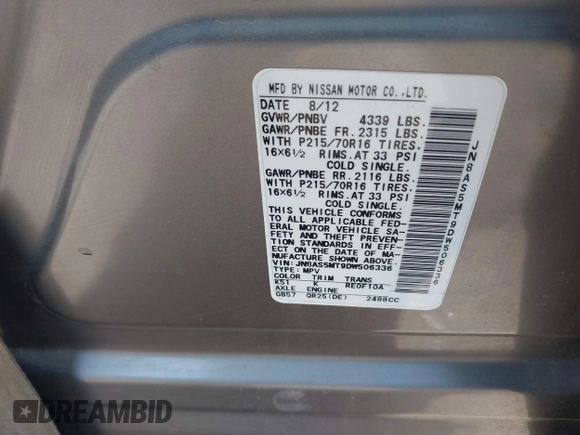 MFD BY NISSAN MOTOR CO.,LTD.
DATE 8/12
GVWR/PNBV 4339 LBS.
GAWR/PNBE FR. 2315 LBS.
WITH P215/70R16 TIRES.
16×6½ RIMS.AT 33 PSI
COLD SINGLE.
GAWR/PNBE RR. 2116 LBS.
WITH P215/70R16 TIRES.
16×6½ RIMS.AT 33 PSI
COLD SINGLE.
THIS VEHICLE CONFORMS
TO ALL APPLICABLE FED-
ERAL MOTOR VEHICLE SA-
FETY AND THEFT PREVEN-
TION STANDARDS IN EFF-
ECT ON THE DATE OF MA-
NUFACTURE SHOWN ABOVE.
VIN:JN8AS5MT9DW506336
TYPE:MPV
COLOR TRIM TRANS
K51 K RE0F10A
AXLE ENGINE
GB57 QR25(DE) 2488CC
JN8AS5MT9DW506336
DREAMBID